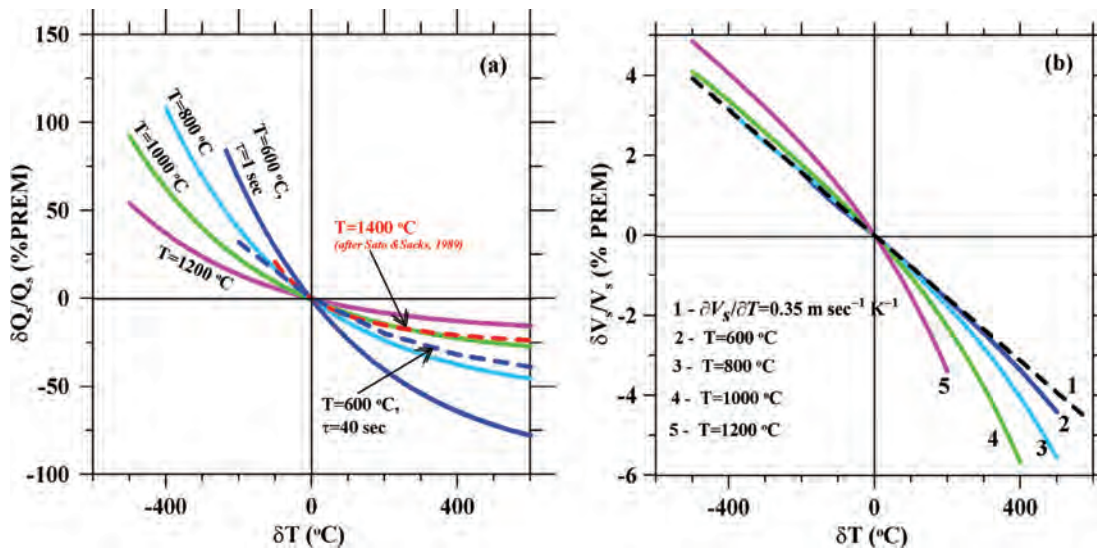 150
100
50
0
-50
-100
-400
0
400
δT (°C)
δQs/Qs (%PREM)
(a)
T=600 °C,
τ=1 sec
T=800 °C
T=1000 °C
T=1200 °C
T=1400 °C
(after Sato & Sacks, 1989)
T=600 °C,
τ=40 sec
4
2
0
-2
-4
-6
-400
0
400
δT (°C)
δVs/Vs (% PREM)
(b)
1 - ∂VS/∂T=0.35 m sec⁻¹ K⁻¹
2 - T=600 °C
3 - T=800 °C
4 - T=1000 °C
5 - T=1200 °C
1
2
3
4
5